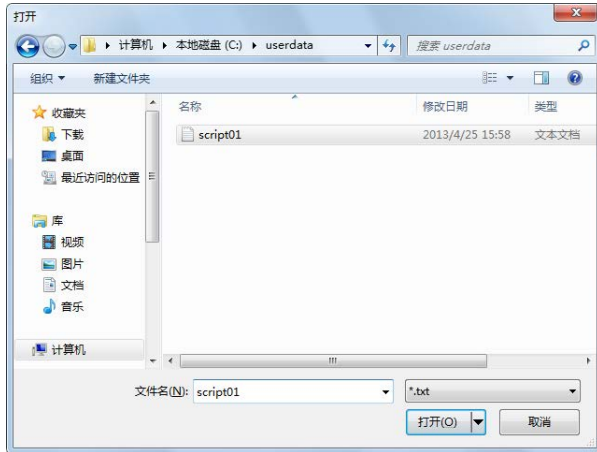 打开
计算机 本地磁盘 (C:) userdata
搜索 userdata
组织 新建文件夹
名称 修改日期 类型
收藏夹
下载
桌面
最近访问的位置
script01 2013/4/25 15:58 文本文档
库
视频
图片
文档
音乐
计算机
文件名(N): script01 *.txt
打开(O) 取消